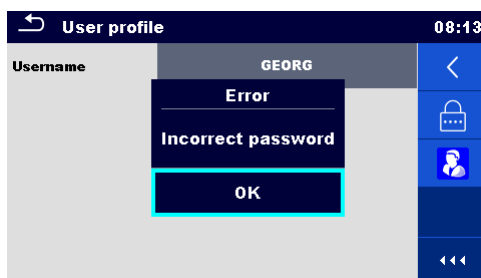 User profile
08:13
Username
GEORG
Error
Incorrect password
OK